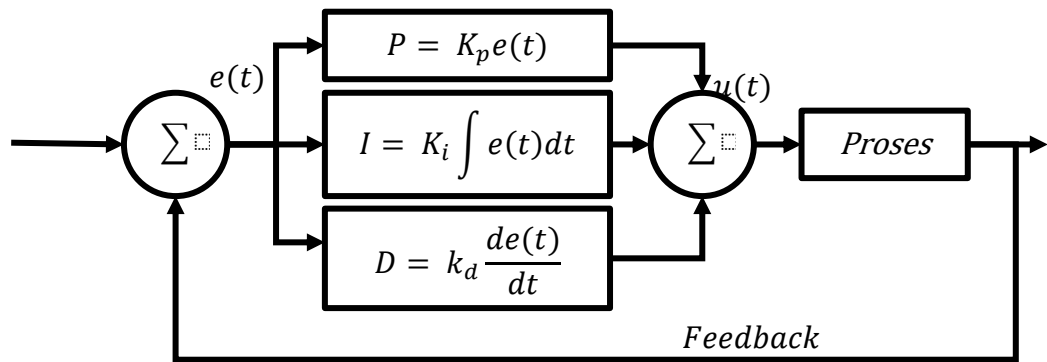 P = K_p e(t)
e(t)
u(t)
∑
I = K_i ∫ e(t)dt
∑
Proses
D = k_d de(t)/dt
Feedback